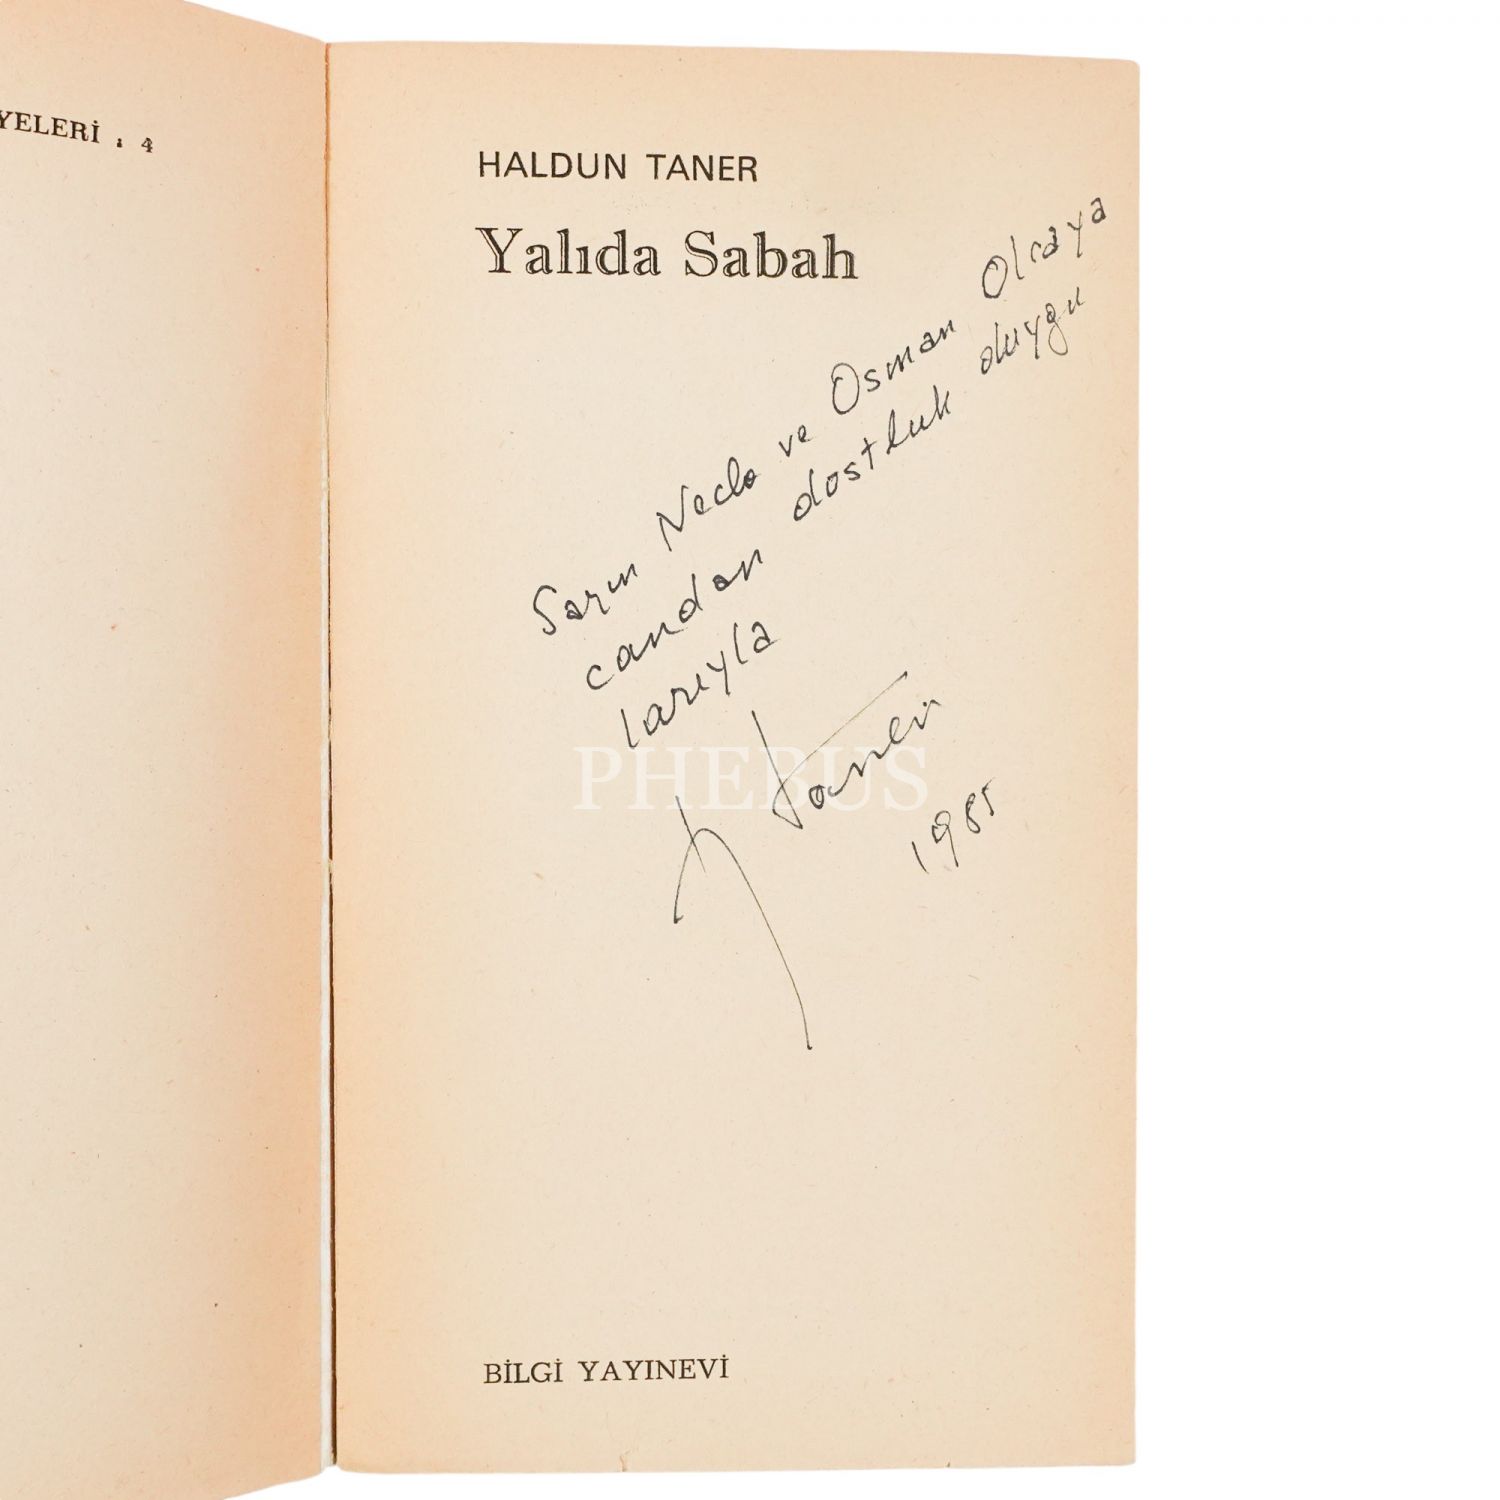 YELERİ : 4
HALDUN TANER
Yalıda Sabah
Sayın Necla ve Osman Olcaya
candan dostluk duygu
larıyla
H Taner
1985
PHEBUS
BİLGİ YAYINEVİ